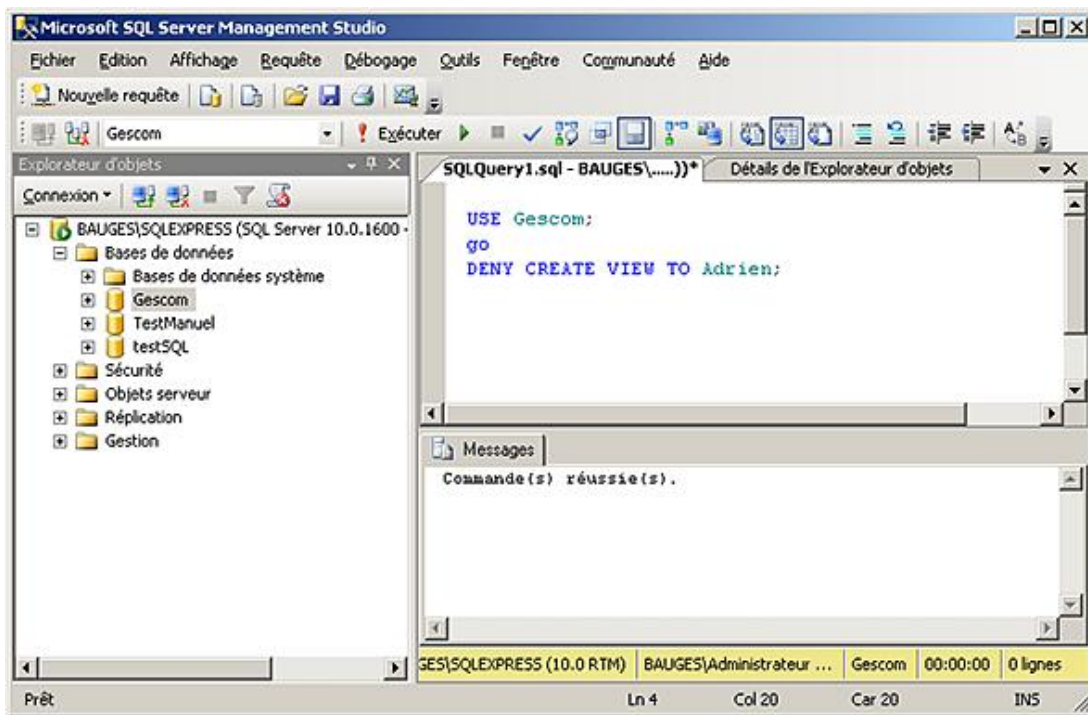 Microsoft SQL Server Management Studio
Fichier Edition Affichage Requête Débogage Outils Fenêtre Communauté Aide
Nouvelle requête
Gescom Exécuter
Explorateur d'objets
Connexion
BAUGES\SQLEXPRESS (SQL Server 10.0.1600 -
Bases de données
Bases de données système
Gescom
TestManuel
testSQL
Sécurité
Objets serveur
Réplication
Gestion
SQLQuery1.sql - BAUGES\.....))* Détails de l'Explorateur d'objets
USE Gescom;
go
DENY CREATE VIEW TO Adrien;
Messages
Commande(s) réussie(s).
GES\SQLEXPRESS (10.0 RTM) BAUGES\Administrateur ... Gescom 00:00:00 0 lignes
Prêt Ln 4 Col 20 Car 20 INS